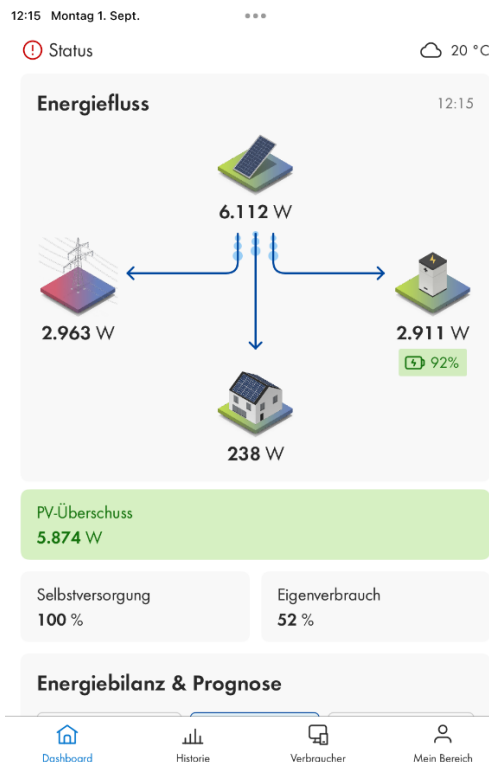 12:15 Montag 1. Sept.
Status
20 °C
Energiefluss
12:15
6.112 W
2.963 W
2.911 W
92%
238 W
PV-Überschuss
5.874 W
Selbstversorgung
100 %
Eigenverbrauch
52 %
Energiebilanz & Prognose
Dashboard
Historie
Verbraucher
Mein Bereich